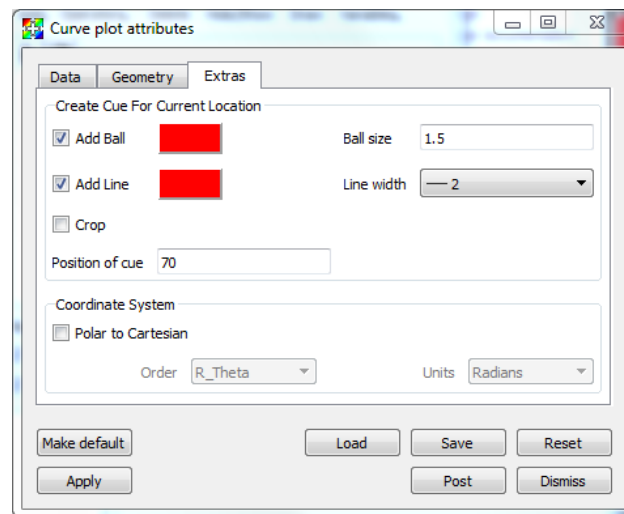 Curve plot attributes
Data Geometry Extras
Create Cue For Current Location
Add Ball Ball size 1.5
Add Line Line width 2
Crop
Position of cue 70
Coordinate System
Polar to Cartesian
Order R_Theta Units Radians
Make default Load Save Reset
Apply Post Dismiss